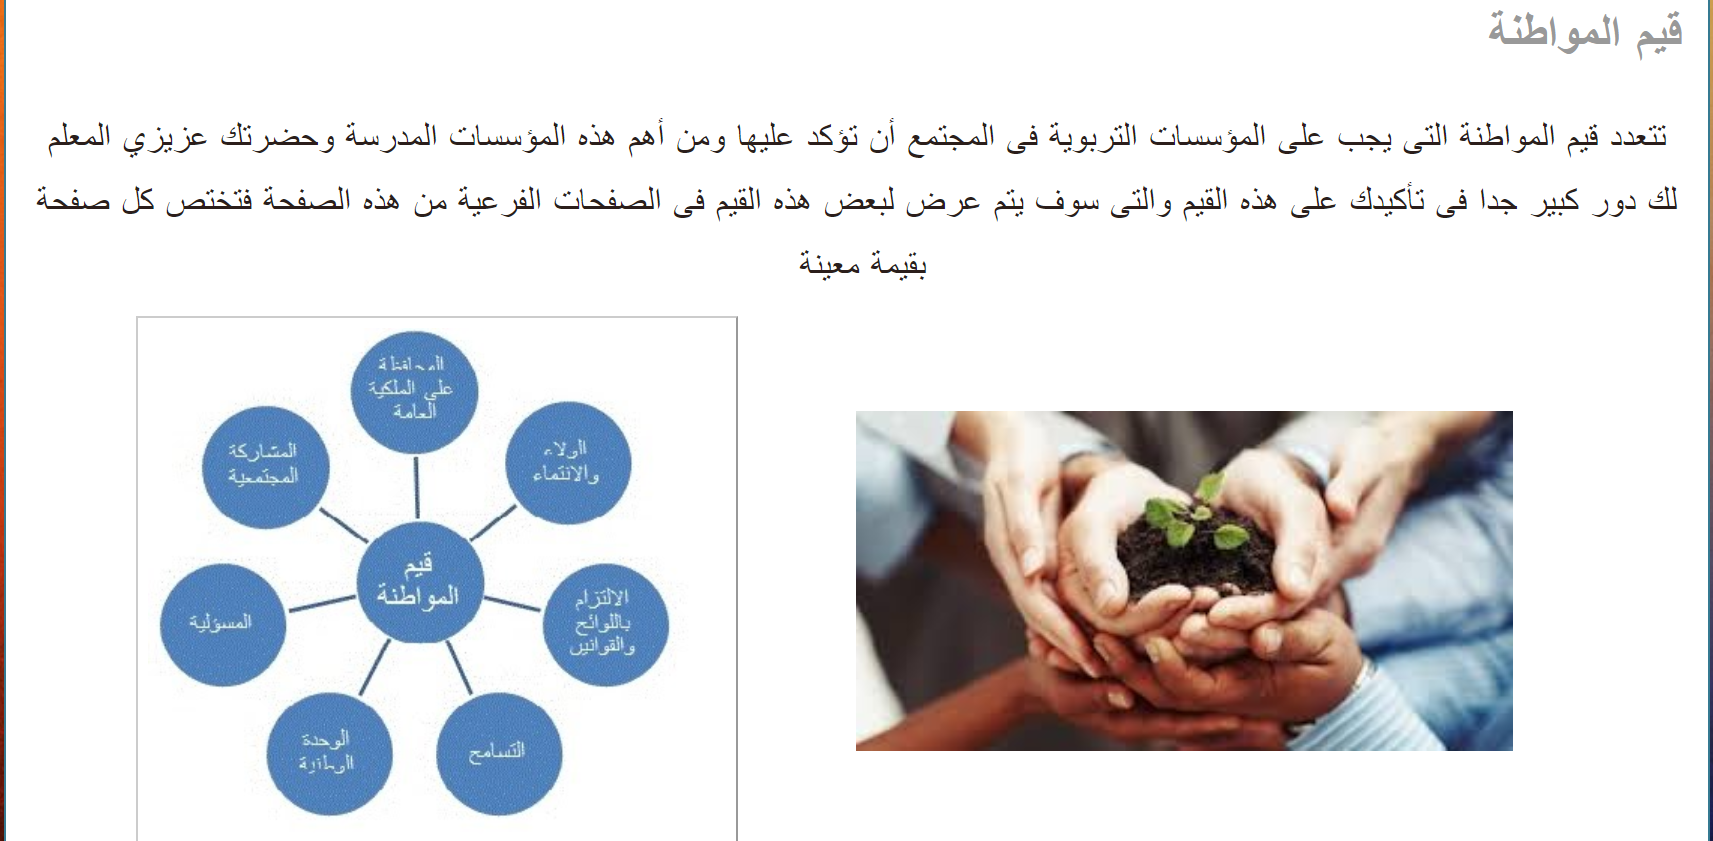 قيم المواطنة
تتعدد قيم المواطنة التى يجب على المؤسسات التربوية فى المجتمع أن تؤكد عليها ومن أهم هذه المؤسسات المدرسة وحضرتك عزيزي المعلم
لك دور كبير جدا فى تأكيدك على هذه القيم والتى سوف يتم عرض لبعض هذه القيم فى الصفحات الفرعية من هذه الصفحة فتختص كل صفحة
بقيمة معينة
المحافظة
على الملكية
العامة
الولاء
والانتماء
الالتزام
باللوائح
والقوانين
التسامح
الوحدة
الوطنية
المسؤلية
المشاركة
المجتمعية
قيم
المواطنة